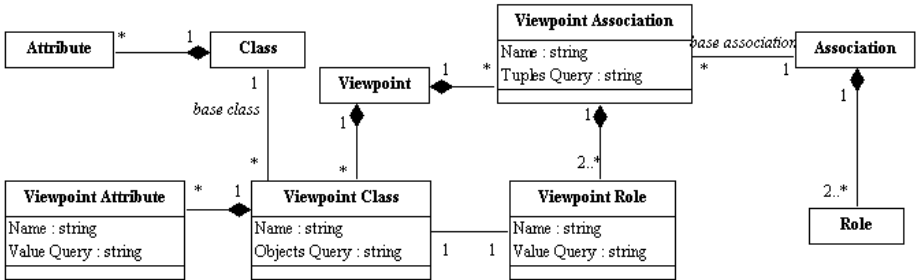 Viewpoint Association
Name : string
Tuples Query : string
Attribute
*
1
Class
1
base class
*
Viewpoint
1
*
1
*
base association
*
1
Association
1
2..*
Role
1
2..*
Viewpoint Attribute
Name : string
Value Query : string
*
1
Viewpoint Class
Name : string
Objects Query : string
1
1
Viewpoint Role
Name : string
Value Query : string